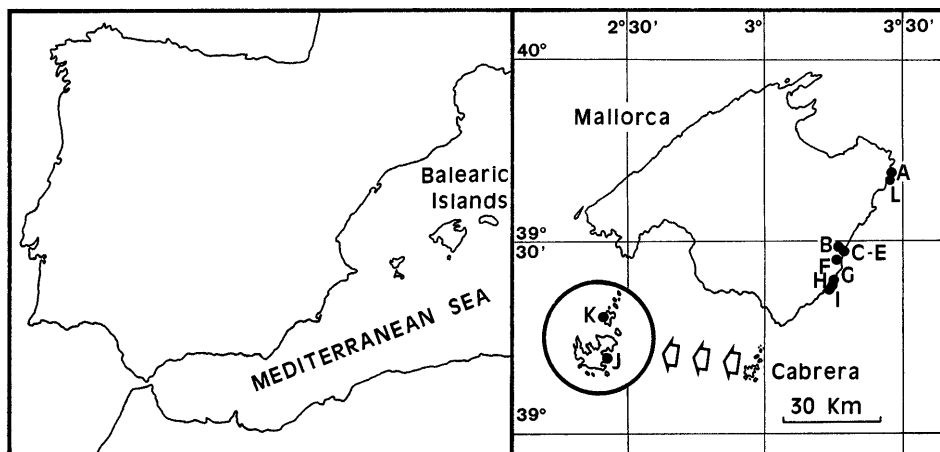 Balearic
Islands
MEDITERRANEAN SEA
2°30'
3°
3°30'
40°
Mallorca
A
L
39°
30'
B
C-E
F
G
H
I
K
J
Cabrera
30 Km
39°